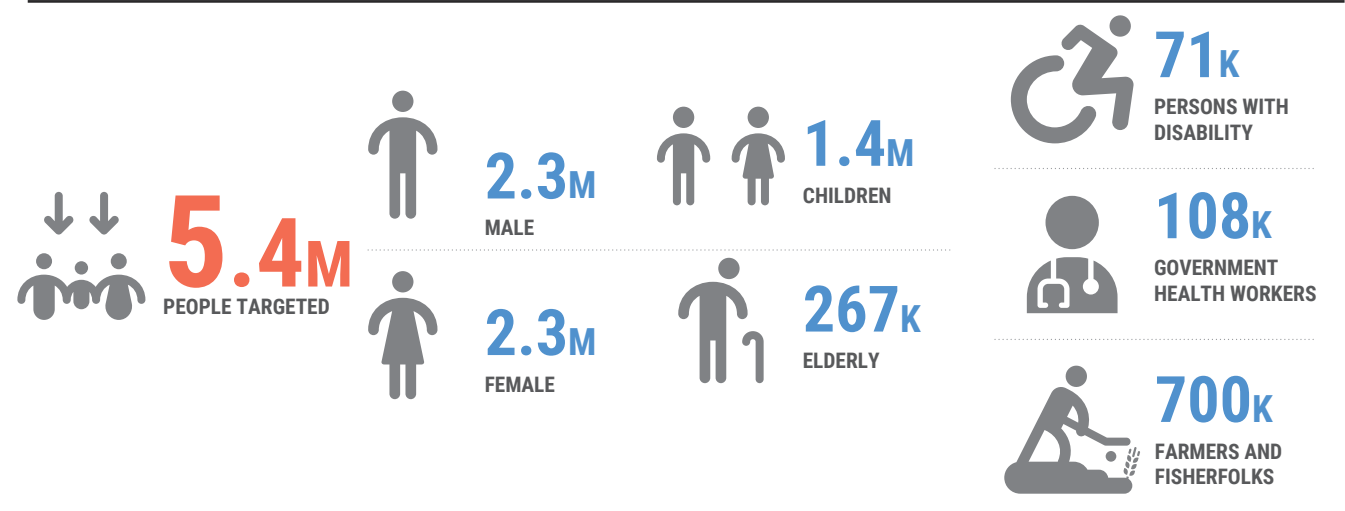 5.4M
PEOPLE TARGETED
2.3M
MALE
2.3M
FEMALE
1.4M
CHILDREN
267K
ELDERLY
71K
PERSONS WITH
DISABILITY
108K
GOVERNMENT
HEALTH WORKERS
700K
FARMERS AND
FISHERFOLKS